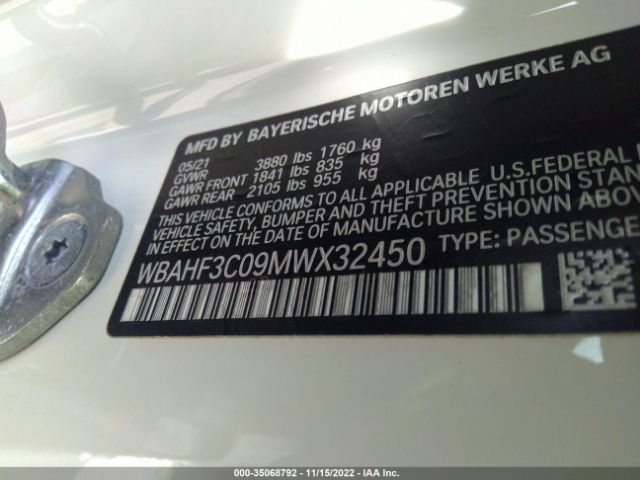 MFD BY BAYERISCHE MOTOREN WERKE AG
05/21 3880 lbs 1760 kg
GVWR
GAWR FRONT 1841 lbs 835 kg
GAWR REAR 2105 lbs 955 kg
THIS VEHICLE CONFORMS TO ALL APPLICABLE U.S.FEDERAL
VEHICLE SAFETY, BUMPER AND THEFT PREVENTION STAN
IN EFFECT ON THE DATE OF MANUFACTURE SHOWN ABOV
WBAHF3C09MWX32450 TYPE: PASSENGE
000-35068792 - 11/15/2022 - IAA Inc.